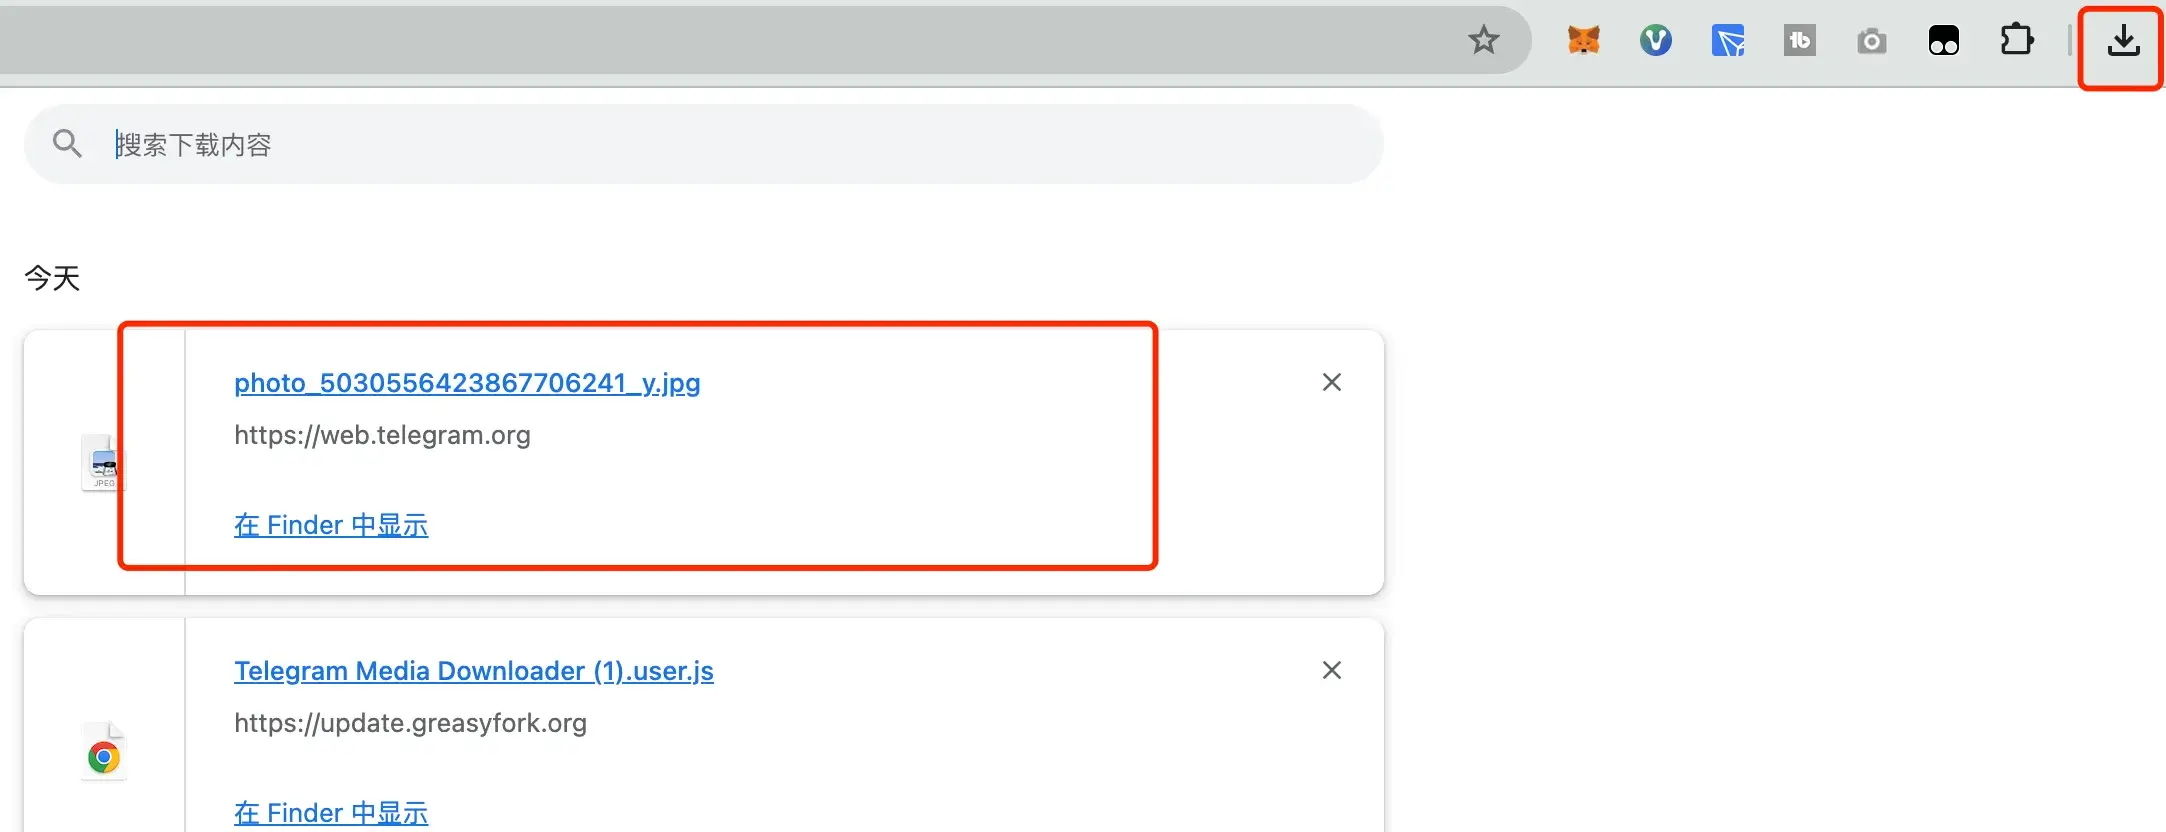 搜索下载内容
今天
photo_5030556423867706241_y.jpg
https://web.telegram.org
JPEG
在 Finder 中显示
Telegram Media Downloader (1).user.js
https://update.greasyfork.org
在 Finder 中显示